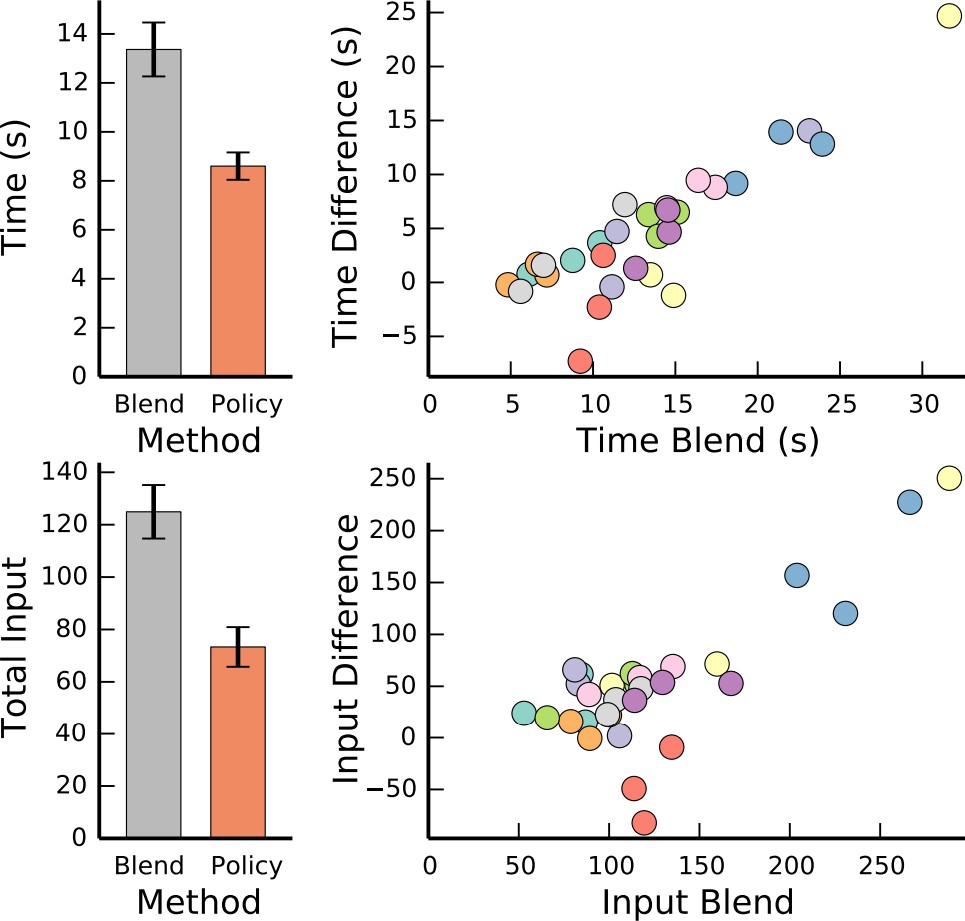 Time (s)
14
12
10
8
6
4
2
0
Blend Policy
Method
Time Difference (s)
25
20
15
10
5
0
−5
0 5 10 15 20 25 30
Time Blend (s)
Total Input
140
120
100
80
60
40
20
0
Blend Policy
Method
Input Difference
250
200
150
100
50
0
−50
0 50 100 150 200 250
Input Blend